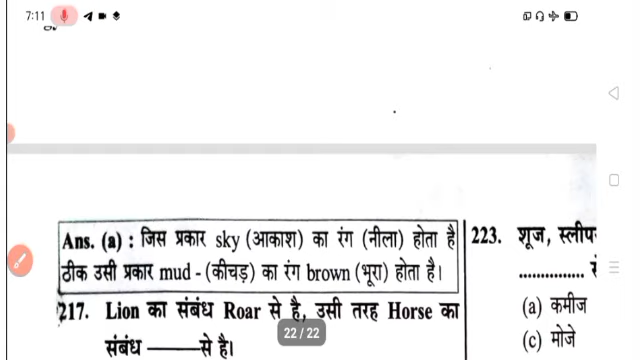 7:11
Ans. (a) : जिस प्रकार sky (आकाश) का रंग (नीला) होता है
ठीक उसी प्रकार mud - (कीचड़) का रंग brown (भूरा) होता है।
217. Lion का संबंध Roar से है, उसी तरह Horse का
संबंध ——से है।
22 / 22
223. शूज, स्लीप
...............
(a) कमीज
(c) मोजे